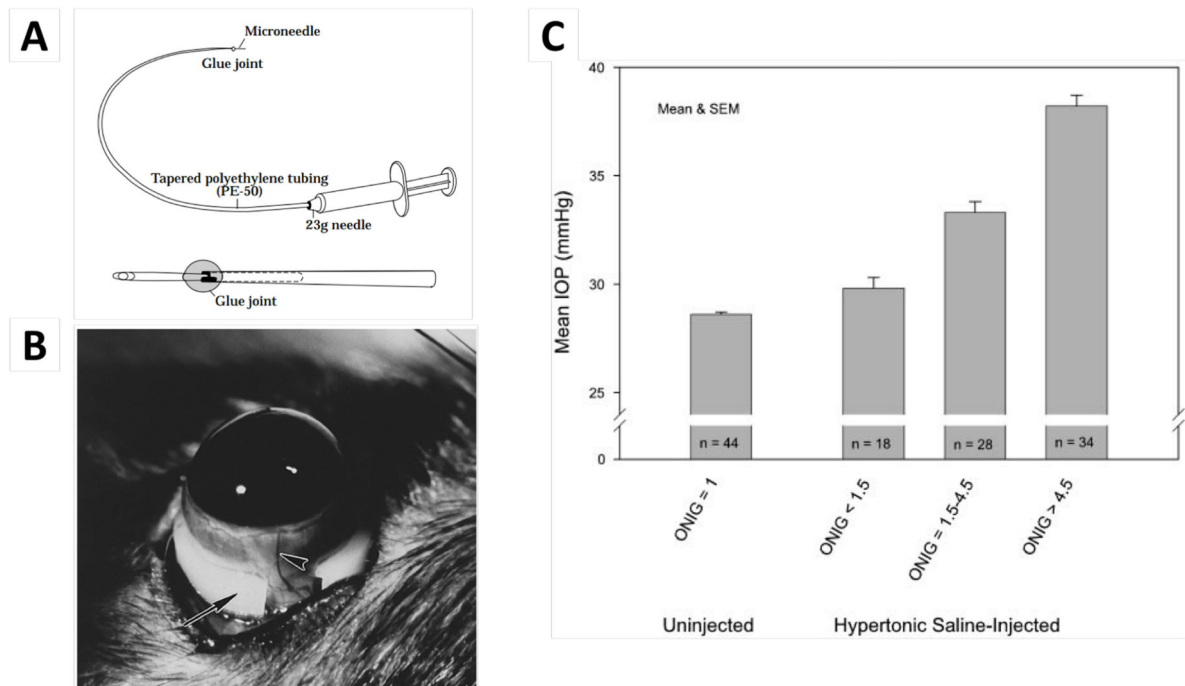 A
Microneedle
Glue joint
Tapered polyethylene tubing
(PE-50)
23g needle
Glue joint
B
C
40
35
30
25
0
Mean IOP (mmHg)
Mean & SEM
n = 44
n = 18
n = 28
n = 34
ONIG = 1
ONIG < 1.5
ONIG = 1.5-4.5
ONIG > 4.5
Uninjected
Hypertonic Saline-Injected